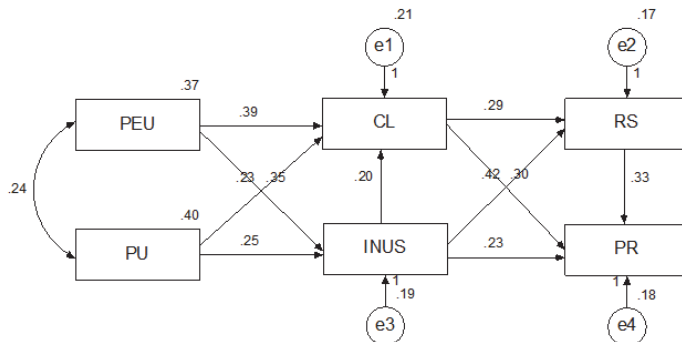 .21
.17
e1
e2
.37
1
1
PEU
.39
CL
.29
RS
.24
.23
.35
.20
.42
.30
.33
.40
PU
.25
INUS
.23
PR
1
1
.19
.18
e3
e4